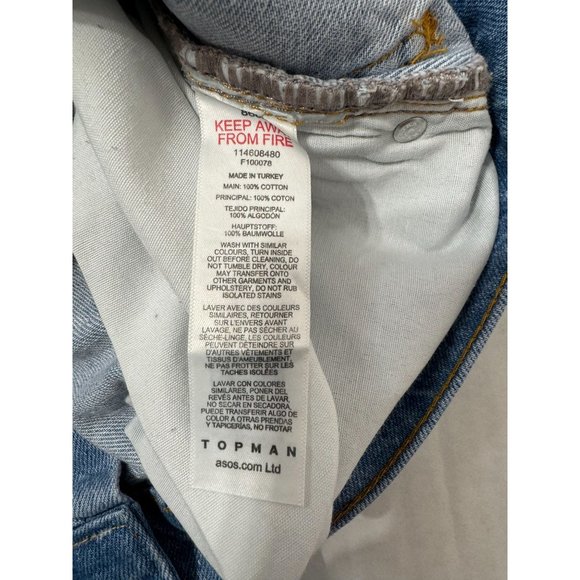 KEEP AWAY
FROM FIRE
114608480
F100078
MADE IN TURKEY
MAIN: 100% COTTON
PRINCIPAL: 100% COTON
TEJIDO PRINCIPAL:
100% ALGODÓN
HAUPTSTOFF:
100% BAUMWOLLE
WASH WITH SIMILAR
COLOURS, TURN INSIDE
OUT BEFORE CLEANING, DO
NOT TUMBLE DRY, COLOUR
MAY TRANSFER ONTO
OTHER GARMENTS AND
UPHOLSTERY, DO NOT RUB
ISOLATED STAINS
LAVER AVEC DES COULEURS
SIMILAIRES, RETOURNER
SUR L'ENVERS AVANT
LAVAGE, NE PAS SÉCHER AU
SÈCHE-LINGE, LES COULEURS
PEUVENT DÉTEINDRE SUR
D'AUTRES VÊTEMENTS ET
TISSUS D'AMEUBLEMENT,
NE PAS FROTTER SUR LES
TACHES ISOLÉES
LAVAR CON COLORES
SIMILARES, PONER DEL
REVÉS ANTES DE LAVAR,
NO SECAR EN SECADORA,
PUEDE TRANSFERIR ALGO DE
COLOR A OTRAS PRENDAS
Y TAPICERÍAS, NO FROTAR
TOPMAN
asos.com Ltd